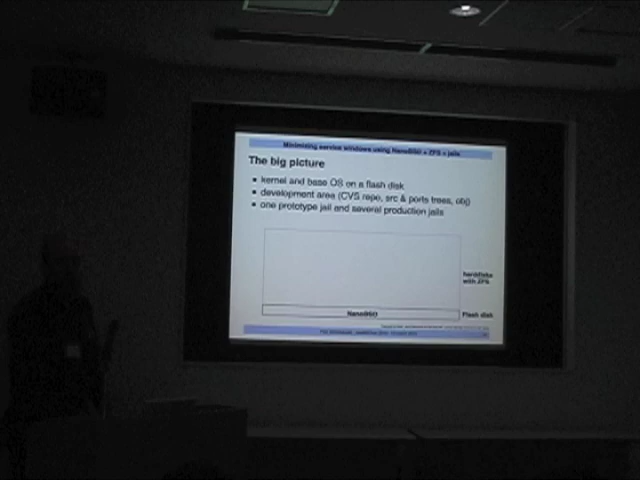 Minimizing service windows using NanoBSD + ZFS + jails
The big picture
kernel and base OS on a flash disk
development area (CVS repo, src & ports trees, obj)
one prototype jail and several production jails
harddisks
with ZFS
NanoBSD
Flash disk